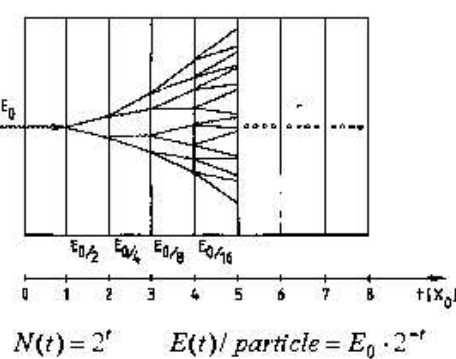 E₀
E₀/2 E₀/4 E₀/8 E₀/16
0 1 2 3 4 5 6 7 8 t[X₀]
N(t) = 2ᵗ E(t)/ particle = E₀ · 2⁻ᵗ